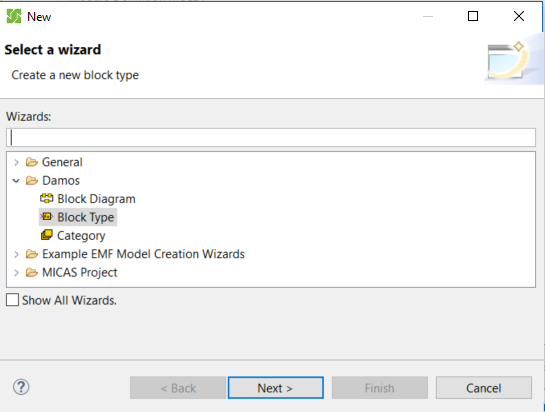 New
Select a wizard
Create a new block type
Wizards:
General
Damos
Block Diagram
Block Type
Category
Example EMF Model Creation Wizards
MICAS Project
Show All Wizards.
?
< Back
Next >
Finish
Cancel